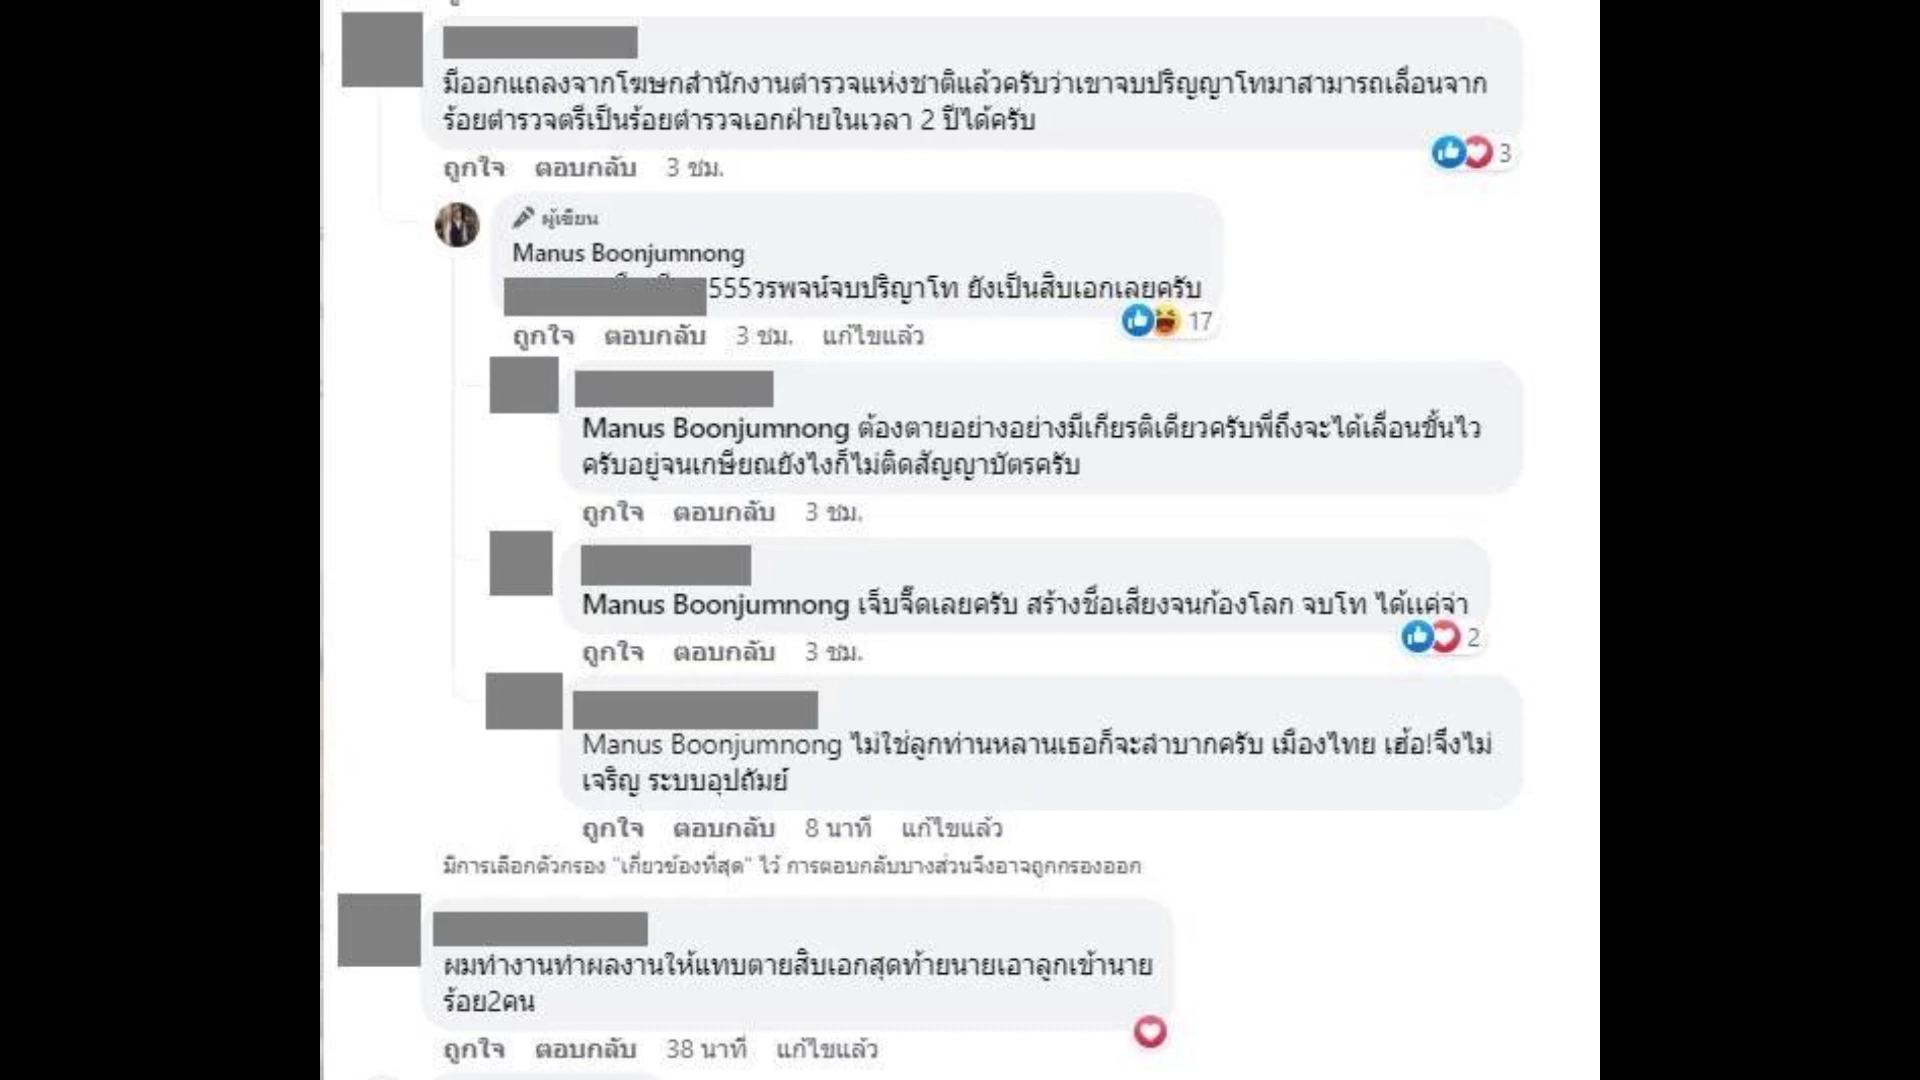 มีออกแถลงจากโฆษกสำนักงานตำรวจแห่งชาติแล้วครับว่าเขาจบปริญญาโทมาสามารถเลื่อนจาก
ร้อยตำรวจตรีเป็นร้อยตำรวจเอกฝ่ายในเวลา 2 ปีได้ครับ
3
ถูกใจ ตอบกลับ 3 ชม.
ผู้เขียน
Manus Boonjumnong
555วรพจน์จบปริญาโท ยังเป็นสิบเอกเลยครับ
17
ถูกใจ ตอบกลับ 3 ชม. แก้ไขแล้ว
Manus Boonjumnong ต้องตายอย่างอย่างมีเกียรติเดียวครับพี่ถึงจะได้เลื่อนขั้นไว
ครับอยู่จนเกษียณยังไงก็ไม่ติดสัญญาบัตรครับ
ถูกใจ ตอบกลับ 3 ชม.
Manus Boonjumnong เจ็บจี๊ดเลยครับ สร้างชื่อเสียงจนก้องโลก จบโท ได้แค่จ่า
2
ถูกใจ ตอบกลับ 3 ชม.
Manus Boonjumnong ไม่ใช่ลูกท่านหลานเธอก็จะลำบากครับ เมืองไทย เฮ้อ!จึงไม่
เจริญ ระบบอุปถัมย์
ถูกใจ ตอบกลับ 8 นาที แก้ไขแล้ว
มีการเลือกตัวกรอง "เกี่ยวข้องที่สุด" ไว้ การตอบกลับบางส่วนจึงอาจถูกกรองออก
ผมทำงานทำผลงานให้แทบตายสิบเอกสุดท้ายนายเอาลูกเข้านาย
ร้อย2คน
ถูกใจ ตอบกลับ 38 นาที แก้ไขแล้ว